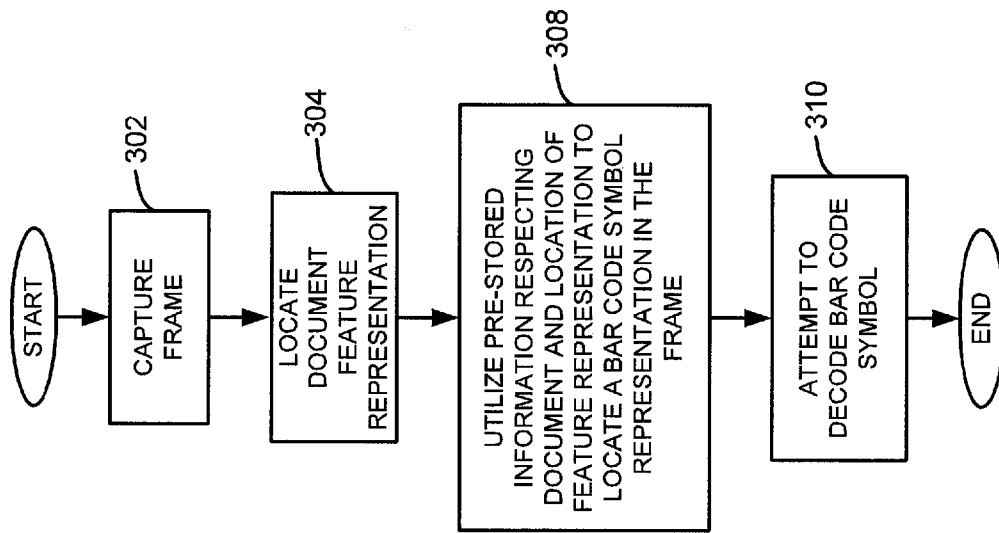 START
302
CAPTURE
FRAME
304
LOCATE
DOCUMENT
FEATURE
REPRESENTATION
308
UTILIZE PRE-STORED
INFORMATION RESPECTING
DOCUMENT AND LOCATION OF
FEATURE REPRESENTATION TO
LOCATE A BAR CODE SYMBOL
REPRESENTATION IN THE
FRAME
310
ATTEMPT TO
DECODE BAR CODE
SYMBOL
END